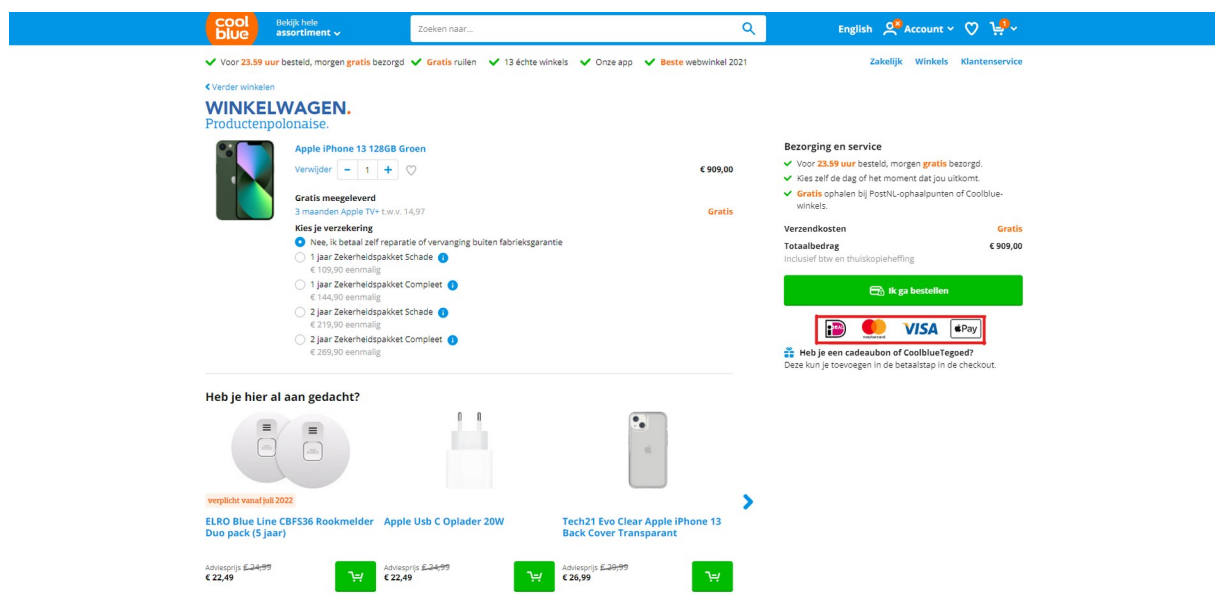 cool
blue
Bekijk hele
assortiment
Zoeken naar...
English
Account
1
Voor 23.59 uur besteld, morgen gratis bezorgd
Gratis ruilen
13 échte winkels
Onze app
Beste webwinkel 2021
Zakelijk
Winkels
Klantenservice
Verder winkelen
WINKELWAGEN.
Productenpolonaise.
Apple iPhone 13 128GB Groen
Verwijder - 1 +
€ 909,00
Gratis meegeleverd
3 maanden Apple TV+ t.w.v. 14,97
Gratis
Kies je verzekering
Nee, ik betaal zelf reparatie of vervanging buiten fabrieksgarantie
1 jaar Zekerheidspakket Schade
€ 109,90 eenmalig
1 jaar Zekerheidspakket Compleet
€ 144,90 eenmalig
2 jaar Zekerheidspakket Schade
€ 219,90 eenmalig
2 jaar Zekerheidspakket Compleet
€ 269,90 eenmalig
Bezorging en service
Voor 23.59 uur besteld, morgen gratis bezorgd.
Kies zelf de dag of het moment dat jou uitkomt.
Gratis ophalen bij PostNL-ophaalpunten of Coolblue-
winkels.
Verzendkosten
Gratis
Totaalbedrag
€ 909,00
Inclusief btw en thuiskopieheffing
Ik ga bestellen
iDEAL
mastercard
VISA
Pay
Heb je een cadeaubon of CoolblueTegoed?
Deze kun je toevoegen in de betaalstap in de checkout.
Heb je hier al aan gedacht?
verplicht vanaf juli 2022
ELRO Blue Line CBFS36 Rookmelder
Duo pack (5 jaar)
Adviesprijs € 24,99
€ 22,49
Apple Usb C Oplader 20W
Adviesprijs € 24,99
€ 22,49
Tech21 Evo Clear Apple iPhone 13
Back Cover Transparant
Adviesprijs € 29,99
€ 26,99